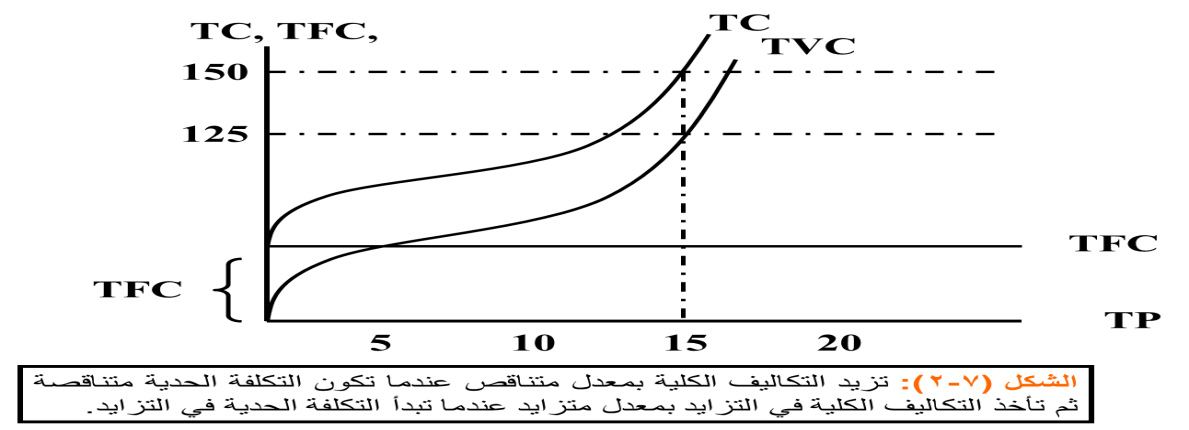 TC
TC, TFC,
TVC
150
125
TFC
TFC
TP
5 10 15 20
الشكل (٧-٢): تزيد التكاليف الكلية بمعدل متناقص عندما تكون التكلفة الحدية متناقصة
ثم تأخذ التكاليف الكلية في التزايد بمعدل متزايد عندما تبدأ التكلفة الحدية في التزايد.